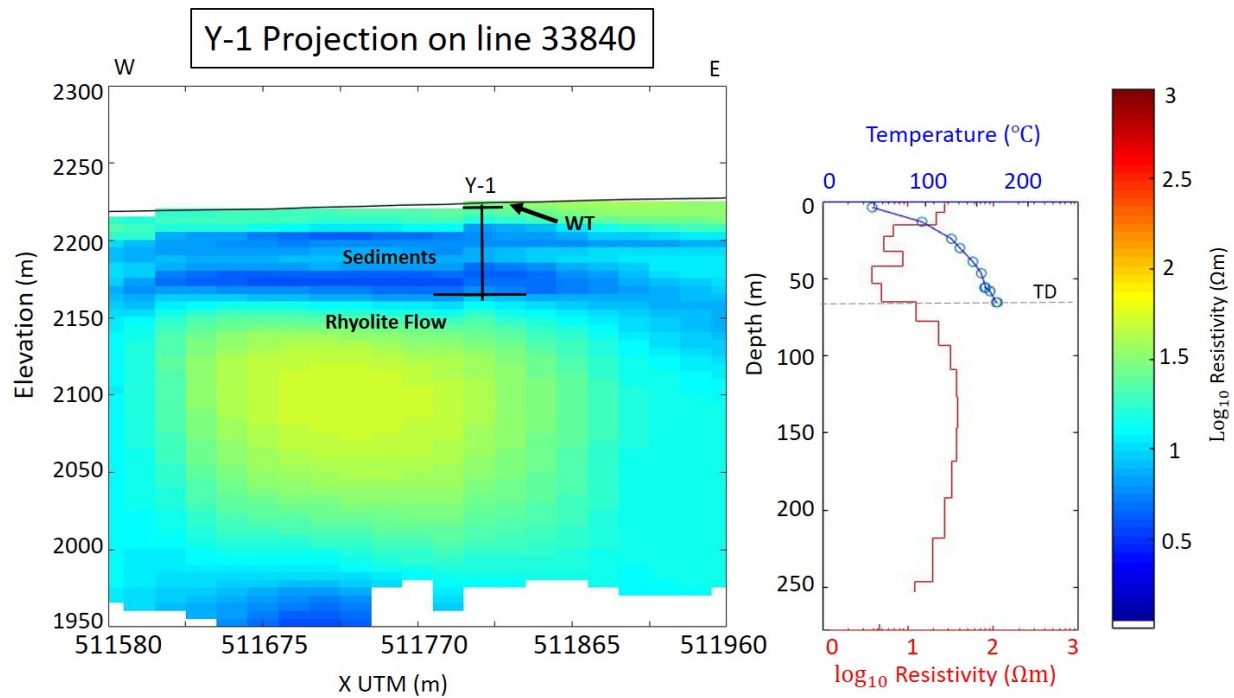 Y-1 Projection on line 33840
W
E
2300
2250
2200
2150
2100
2050
2000
1950
Elevation (m)
Y-1
WT
Sediments
Rhyolite Flow
511580
511675
511770
511865
511960
X UTM (m)
Temperature (°C)
0
100
200
0
50
100
150
200
250
Depth (m)
TD
0
1
2
3
log₁₀ Resistivity (Ωm)
3
2.5
2
1.5
1
0.5
Log₁₀ Resistivity (Ωm)